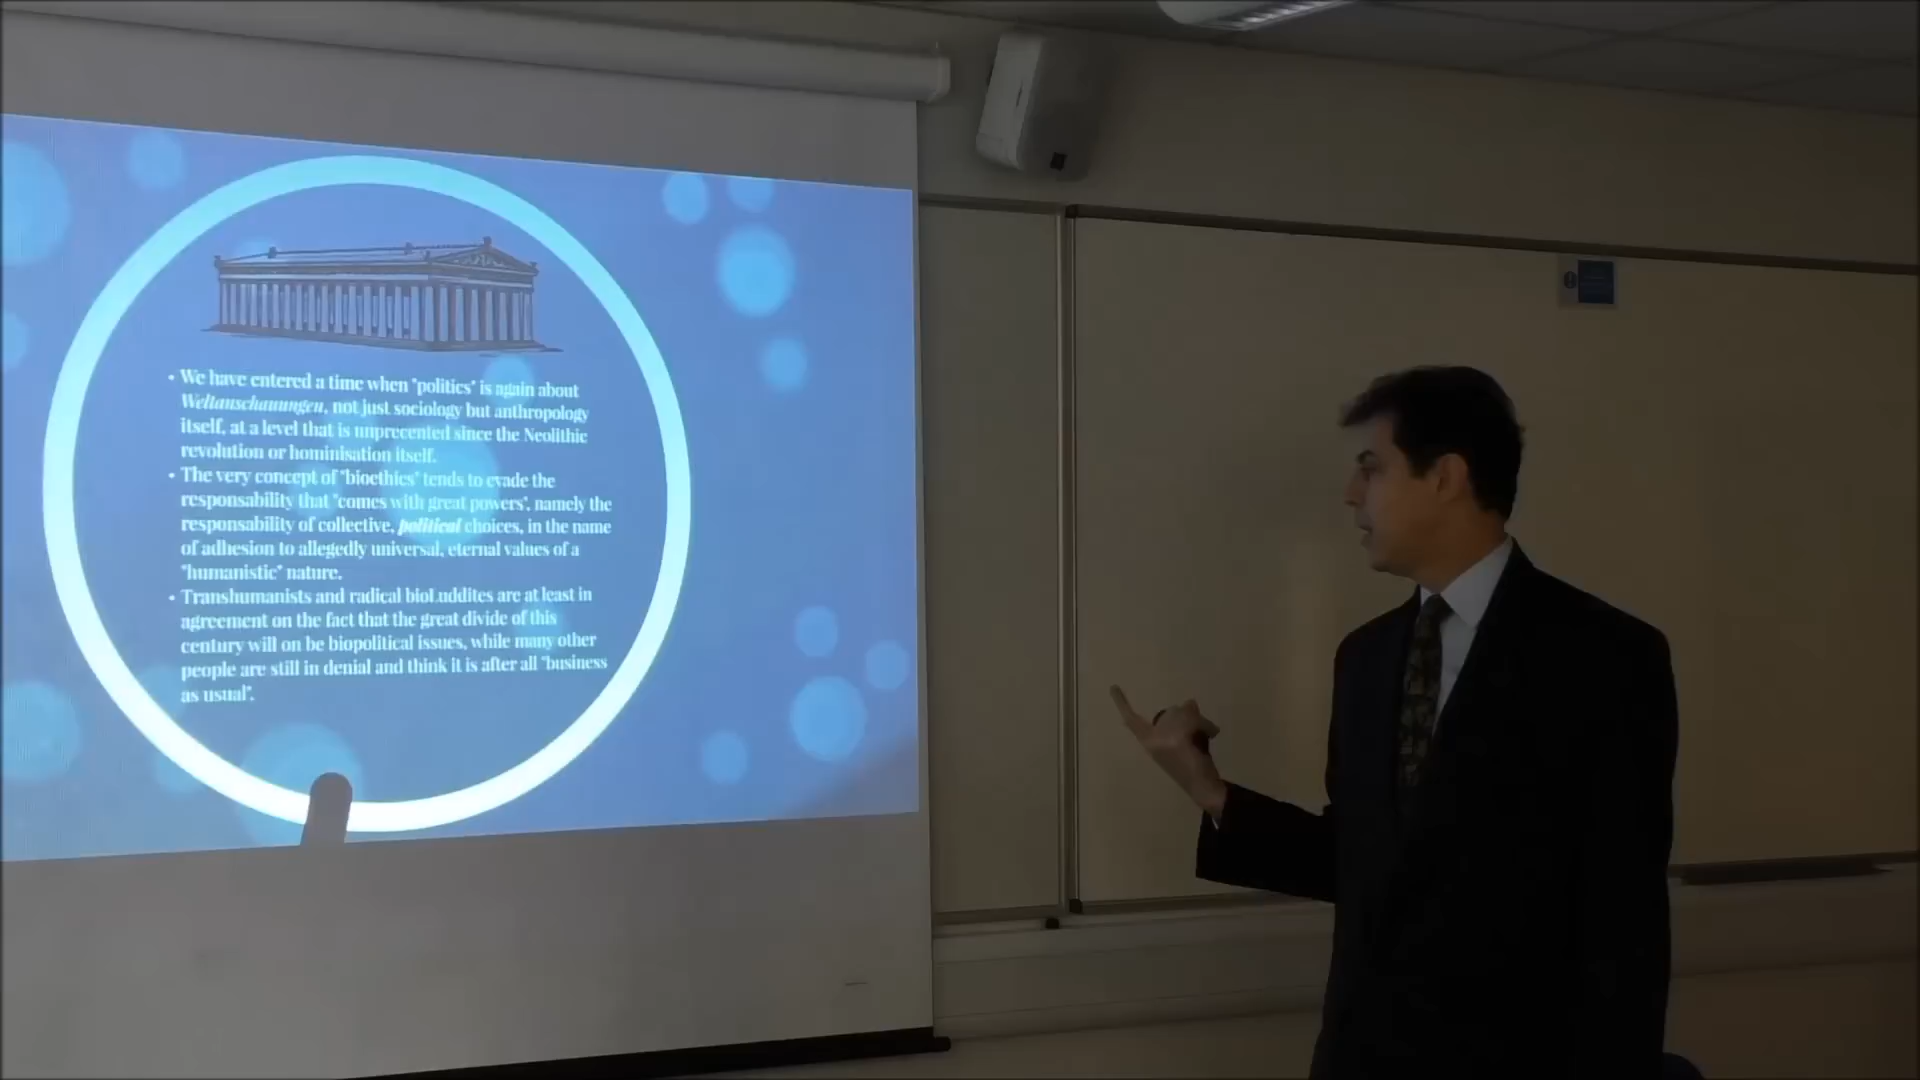 • We have entered a time when "politics" is again about
Weltanschauungen, not just sociology but anthropology
itself, at a level that is unprecented since the Neolithic
revolution or hominisation itself.
• The very concept of "bioethics" tends to evade the
responsability that "comes with great powers", namely the
responsability of collective, political choices, in the name
of adhesion to allegedly universal, eternal values of a
"humanistic" nature.
• Transhumanists and radical bioLuddites are at least in
agreement on the fact that the great divide of this
century will on be biopolitical issues, while many other
people are still in denial and think it is after all "business
as usual".